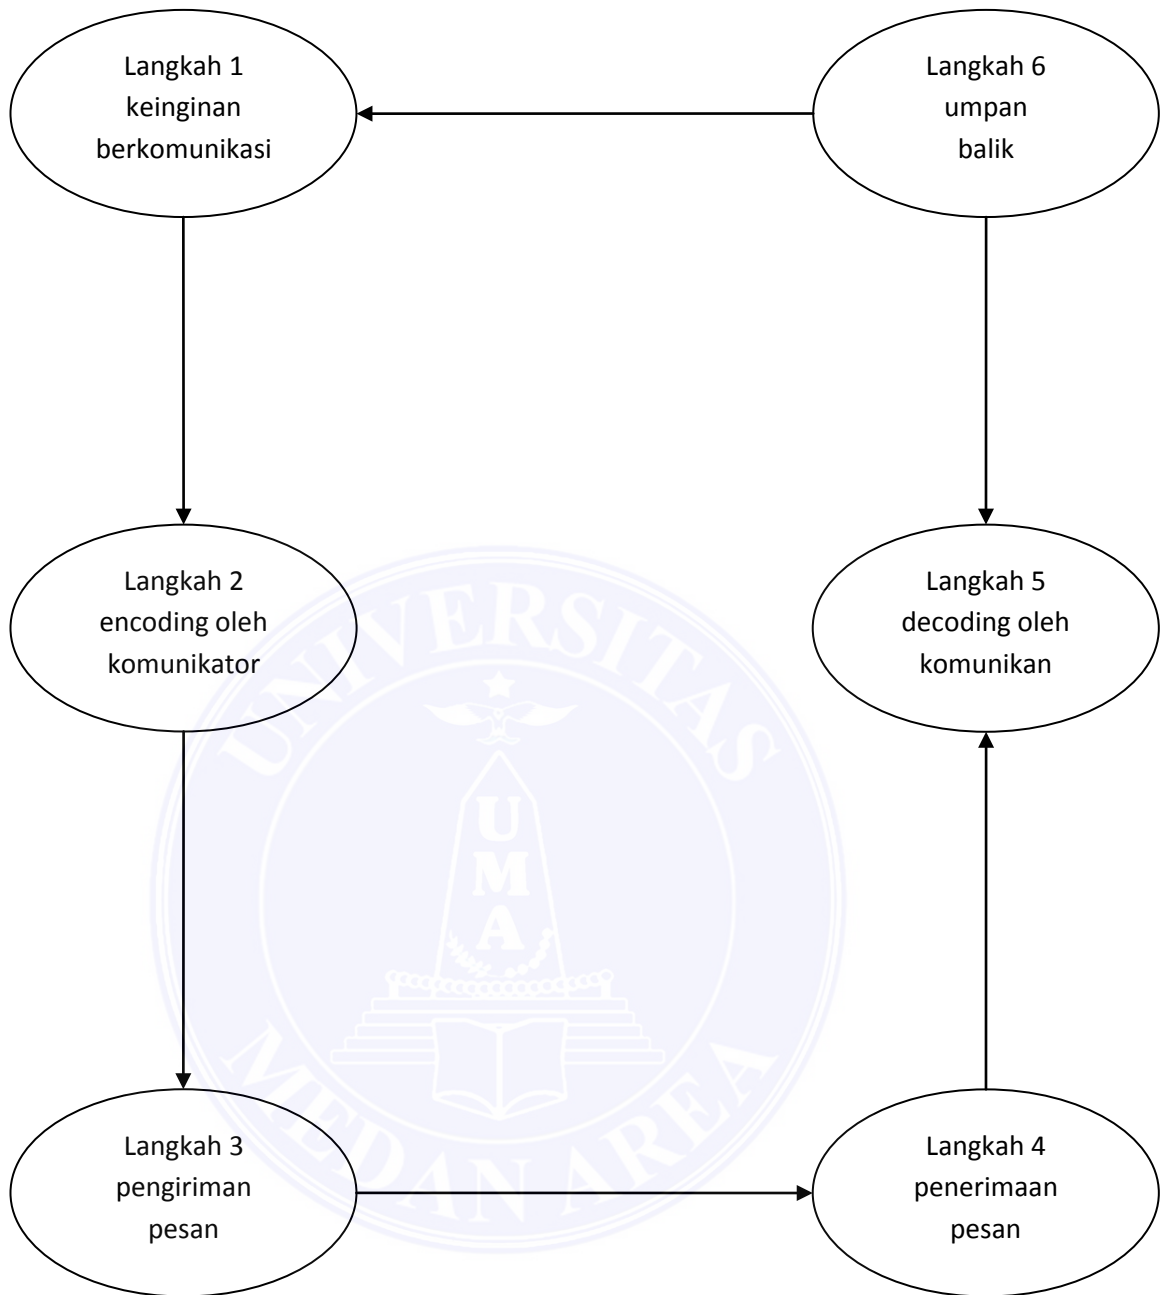 Langkah 1
keinginan
berkomunikasi
Langkah 6
umpan
balik
Langkah 2
encoding oleh
komunikator
Langkah 5
decoding oleh
komunikan
Langkah 3
pengiriman
pesan
Langkah 4
penerimaan
pesan
UNIVERSITAS
UMA
MEDAN AREA